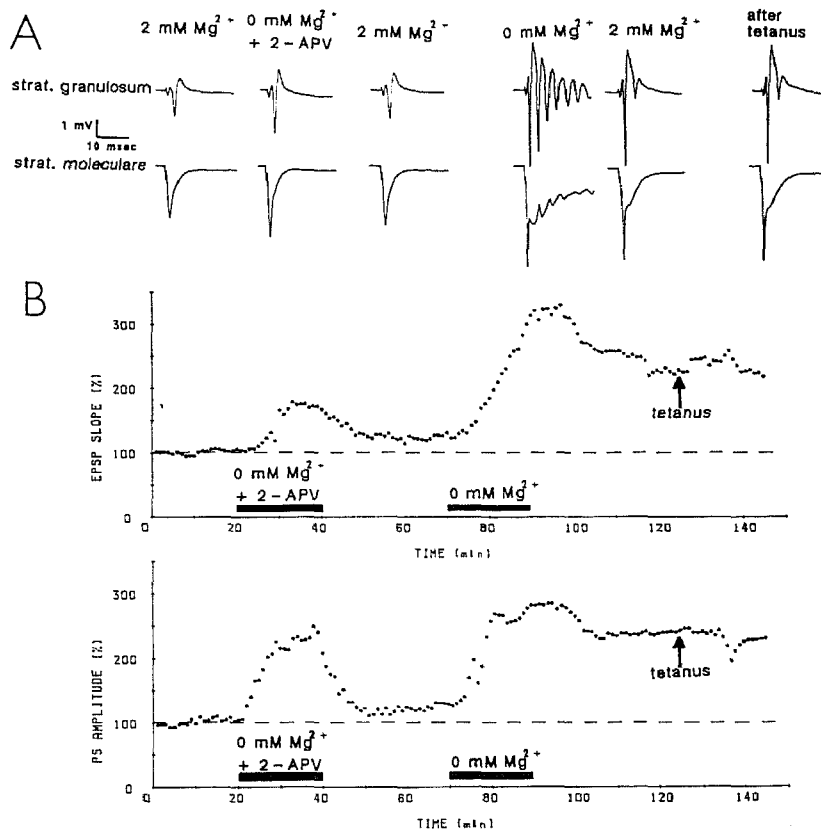 A
2 mM Mg2+
0 mM Mg2+
+ 2-APV
2 mM Mg2+
0 mM Mg2+
2 mM Mg2+
after
tetanus
strat. granulosum
1 mV
10 msec
strat. moleculare
B
EPSP SLOPE (%)
300
200
100
0
0 mM Mg2+
+ 2-APV
0 mM Mg2+
tetanus
0 20 40 60 80 100 120 140
TIME (min)
PS AMPLITUDE (%)
300
200
100
0
0 mM Mg2+
+ 2-APV
0 mM Mg2+
tetanus
0 20 40 60 80 100 120 140
TIME (min)